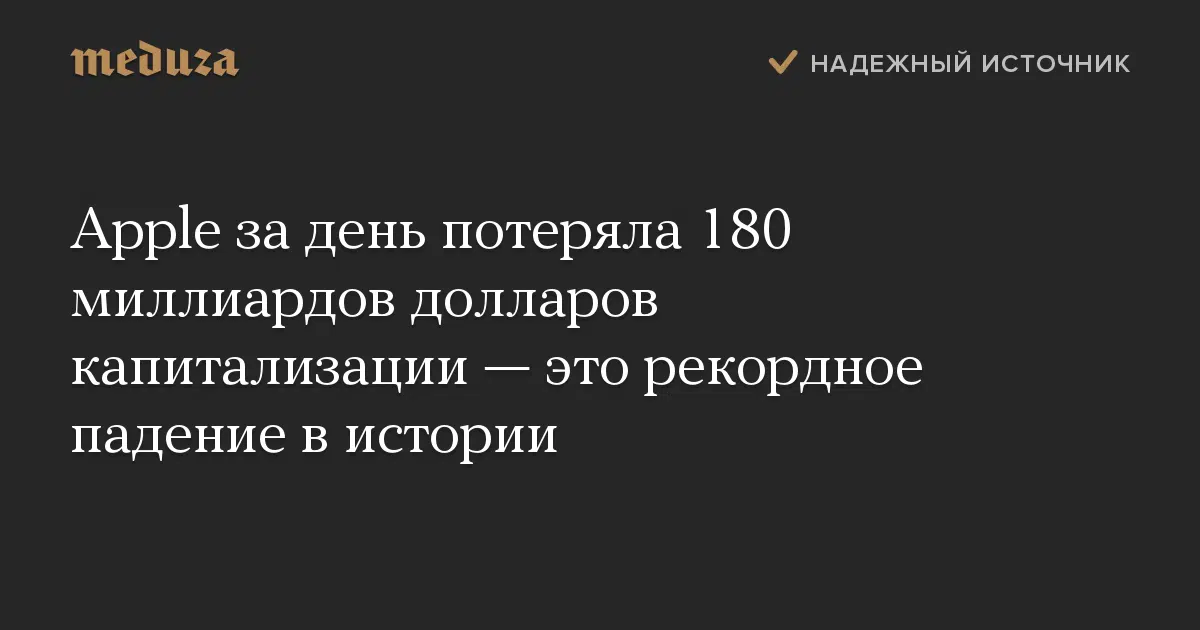 meduza
НАДЕЖНЫЙ ИСТОЧНИК
Apple за день потеряла 180
миллиардов долларов
капитализации — это рекордное
падение в истории